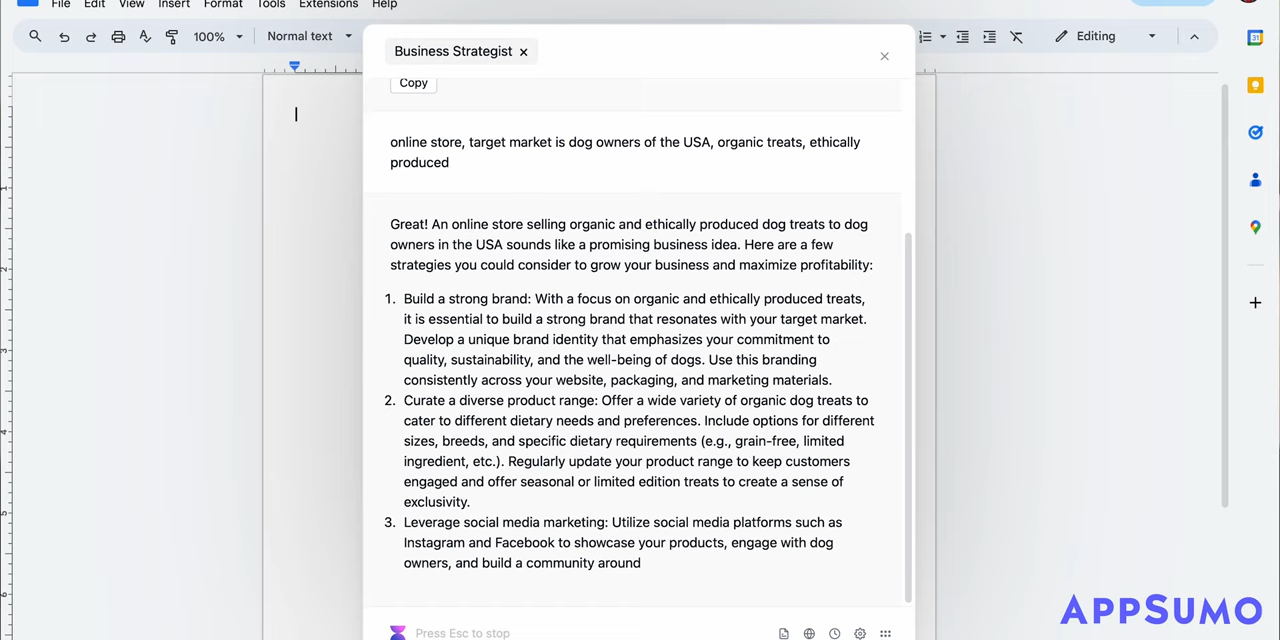 File Edit View Insert Format Tools Extensions Help
100% Normal text Editing
Business Strategist ×
Copy
online store, target market is dog owners of the USA, organic treats, ethically
produced
Great! An online store selling organic and ethically produced dog treats to dog
owners in the USA sounds like a promising business idea. Here are a few
strategies you could consider to grow your business and maximize profitability:
1. Build a strong brand: With a focus on organic and ethically produced treats,
it is essential to build a strong brand that resonates with your target market.
Develop a unique brand identity that emphasizes your commitment to
quality, sustainability, and the well-being of dogs. Use this branding
consistently across your website, packaging, and marketing materials.
2. Curate a diverse product range: Offer a wide variety of organic dog treats to
cater to different dietary needs and preferences. Include options for different
sizes, breeds, and specific dietary requirements (e.g., grain-free, limited
ingredient, etc.). Regularly update your product range to keep customers
engaged and offer seasonal or limited edition treats to create a sense of
exclusivity.
3. Leverage social media marketing: Utilize social media platforms such as
Instagram and Facebook to showcase your products, engage with dog
owners, and build a community around
Press Esc to stop
APPSUMO